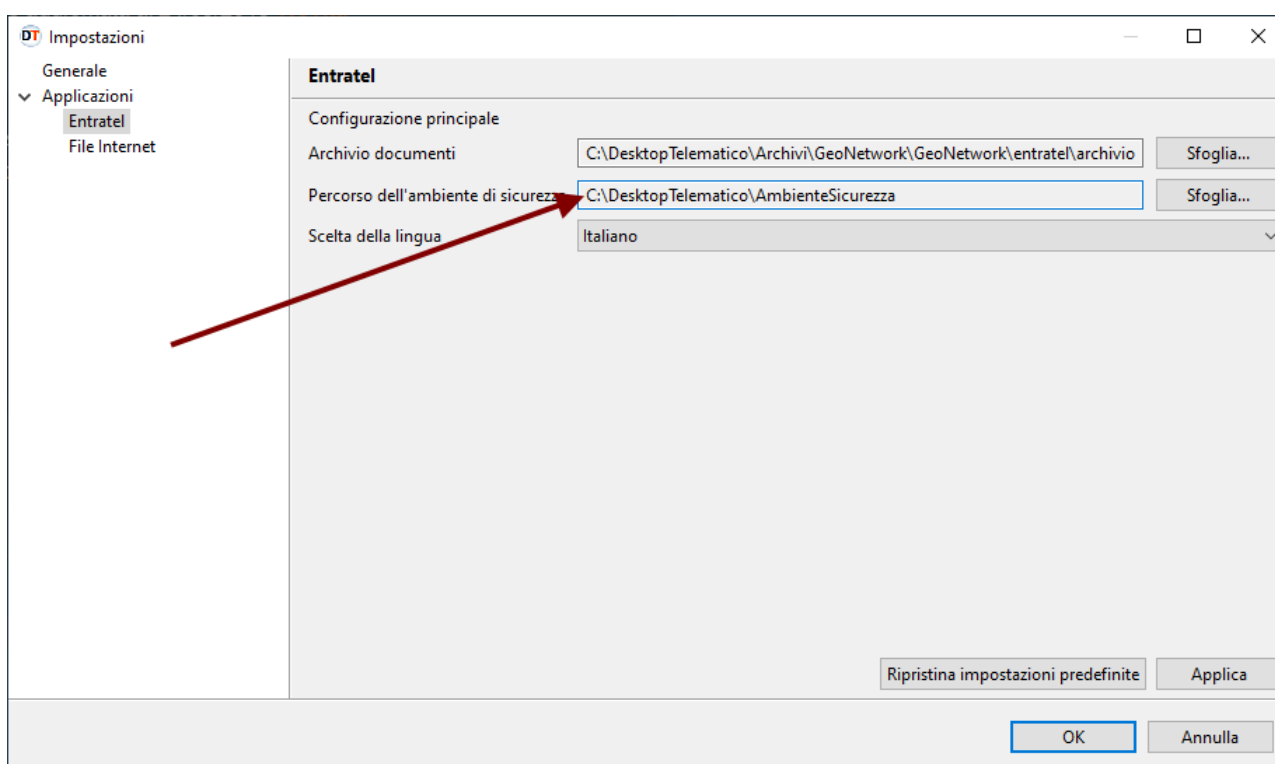 DT Impostazioni
Generale
Applicazioni
Entratel
File Internet
Entratel
Configurazione principale
Archivio documenti C:\DesktopTelematico\Archivi\GeoNetwork\GeoNetwork\entratel\archivio Sfoglia...
Percorso dell'ambiente di sicurezza C:\DesktopTelematico\AmbienteSicurezza Sfoglia...
Scelta della lingua Italiano
Ripristina impostazioni predefinite Applica
OK Annulla